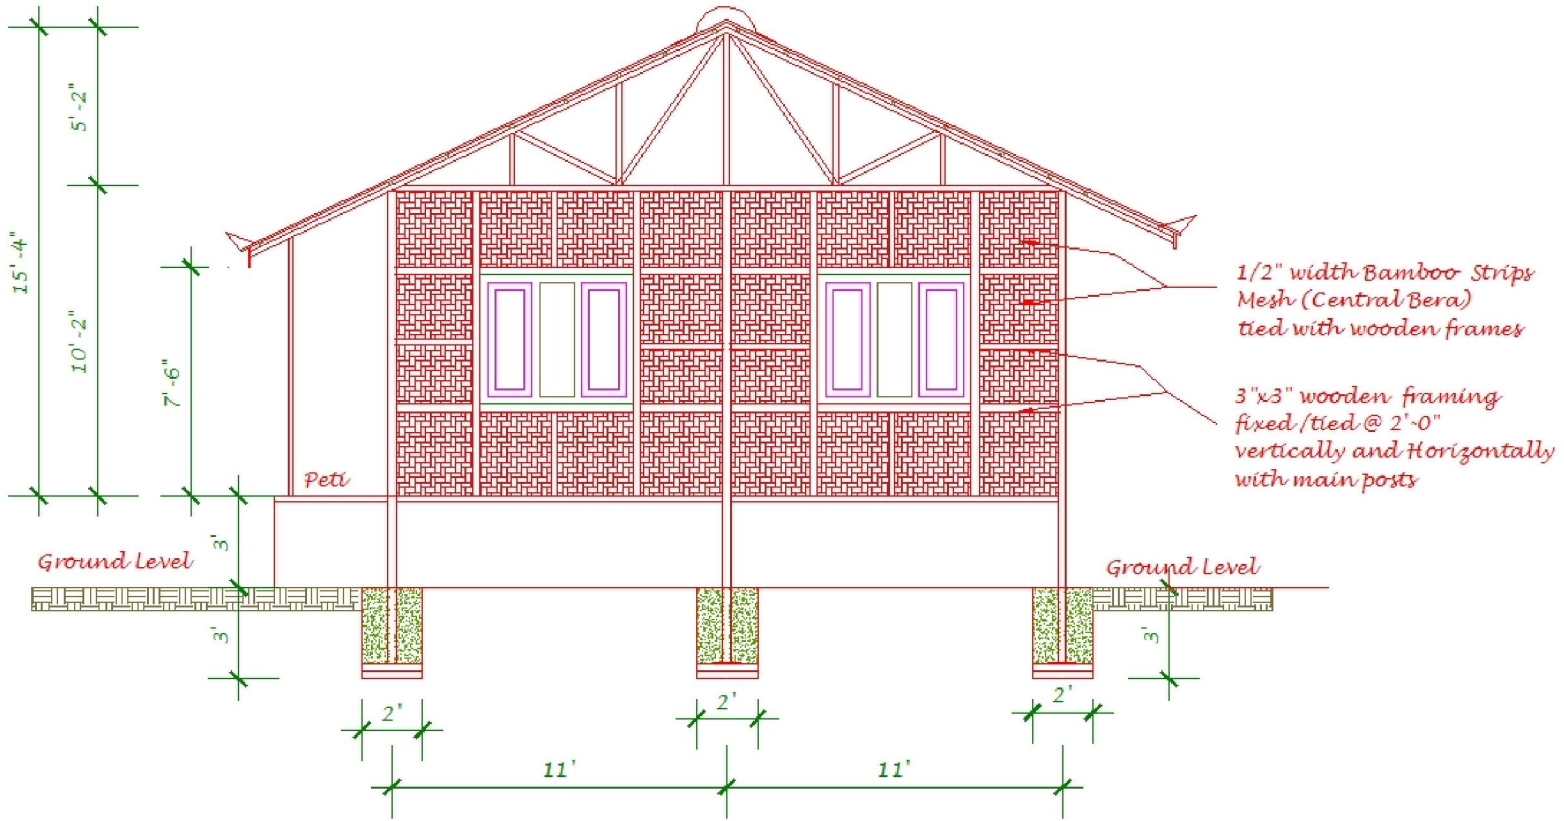 5'-2"
15'-4"
10'-2"
7'-6"
1/2" width Bamboo Strips
Mesh (Central Bera)
tied with wooden frames
3"x3" wooden framing
fixed/tied @ 2'-0"
vertically and Horizontally
with main posts
Peti
3'
Ground Level
Ground Level
3'
3'
2'
2'
2'
11'
11'